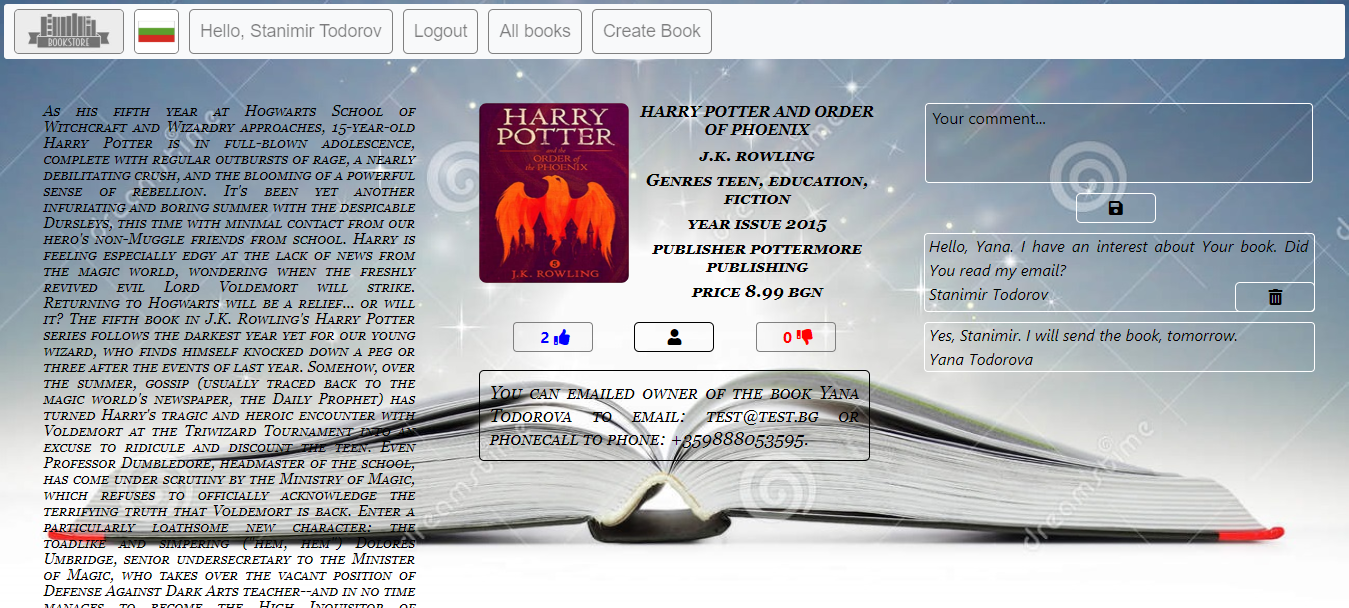 BOOKSTORE
Hello, Stanimir Todorov
Logout
All books
Create Book
As his fifth year at Hogwarts School of
Witchcraft and Wizardry approaches, 15-year-old
Harry Potter is in full-blown adolescence,
complete with regular outbursts of rage, a nearly
debilitating crush, and the blooming of a powerful
sense of rebellion. It's been yet another
infuriating and boring summer with the despicable
Dursleys, this time with minimal contact from our
hero's non-Muggle friends from school. Harry is
feeling especially edgy at the lack of news from
the magic world, wondering when the freshly
revived evil Lord Voldemort will strike.
Returning to Hogwarts will be a relief... or will
it? The fifth book in J.K. Rowling's Harry Potter
series follows the darkest year yet for our young
wizard, who finds himself knocked down a peg or
three after the events of last year. Somehow, over
the summer, gossip (usually traced back to the
magic world's newspaper, the Daily Prophet) has
turned Harry's tragic and heroic encounter with
Voldemort at the Triwizard Tournament into an
excuse to ridicule and discount the teen. Even
Professor Dumbledore, headmaster of the school,
has come under scrutiny by the Ministry of Magic,
which refuses to officially acknowledge the
terrifying truth that Voldemort is back. Enter a
particularly loathsome new character: the
toadlike and simpering ("hem, hem") Dolores
Umbridge, senior undersecretary to the Minister
of Magic, who takes over the vacant position of
Defense Against Dark Arts teacher--and in no time
manages to become the High Inquisitor of
HARRY
POTTER
and the
ORDER of
the PHOENIX
5
J.K. ROWLING
HARRY POTTER AND ORDER
OF PHOENIX
J.K. ROWLING
Genres teen, education,
fiction
year issue 2015
publisher pottermore
publishing
price 8.99 bgn
2
0
You can emailed owner of the book Yana
Todorova to email: test@test.bg or
phonecall to phone: +359888053595.
Your comment...
Hello, Yana. I have an interest about Your book. Did
You read my email?
Stanimir Todorov
Yes, Stanimir. I will send the book, tomorrow.
Yana Todorova
dreamstime
dreamstime
dreamstime
dreamstime